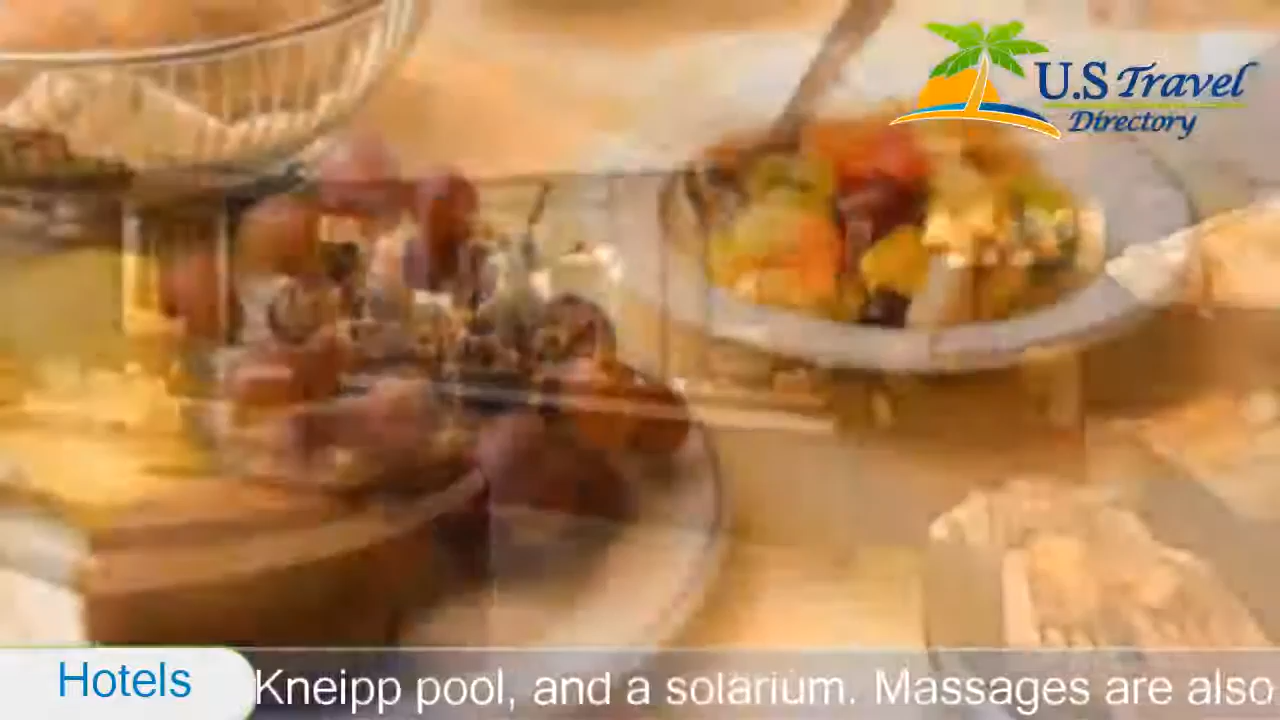 U.S Travel
Directory
Hotels
Kneipp pool, and a solarium. Massages are also